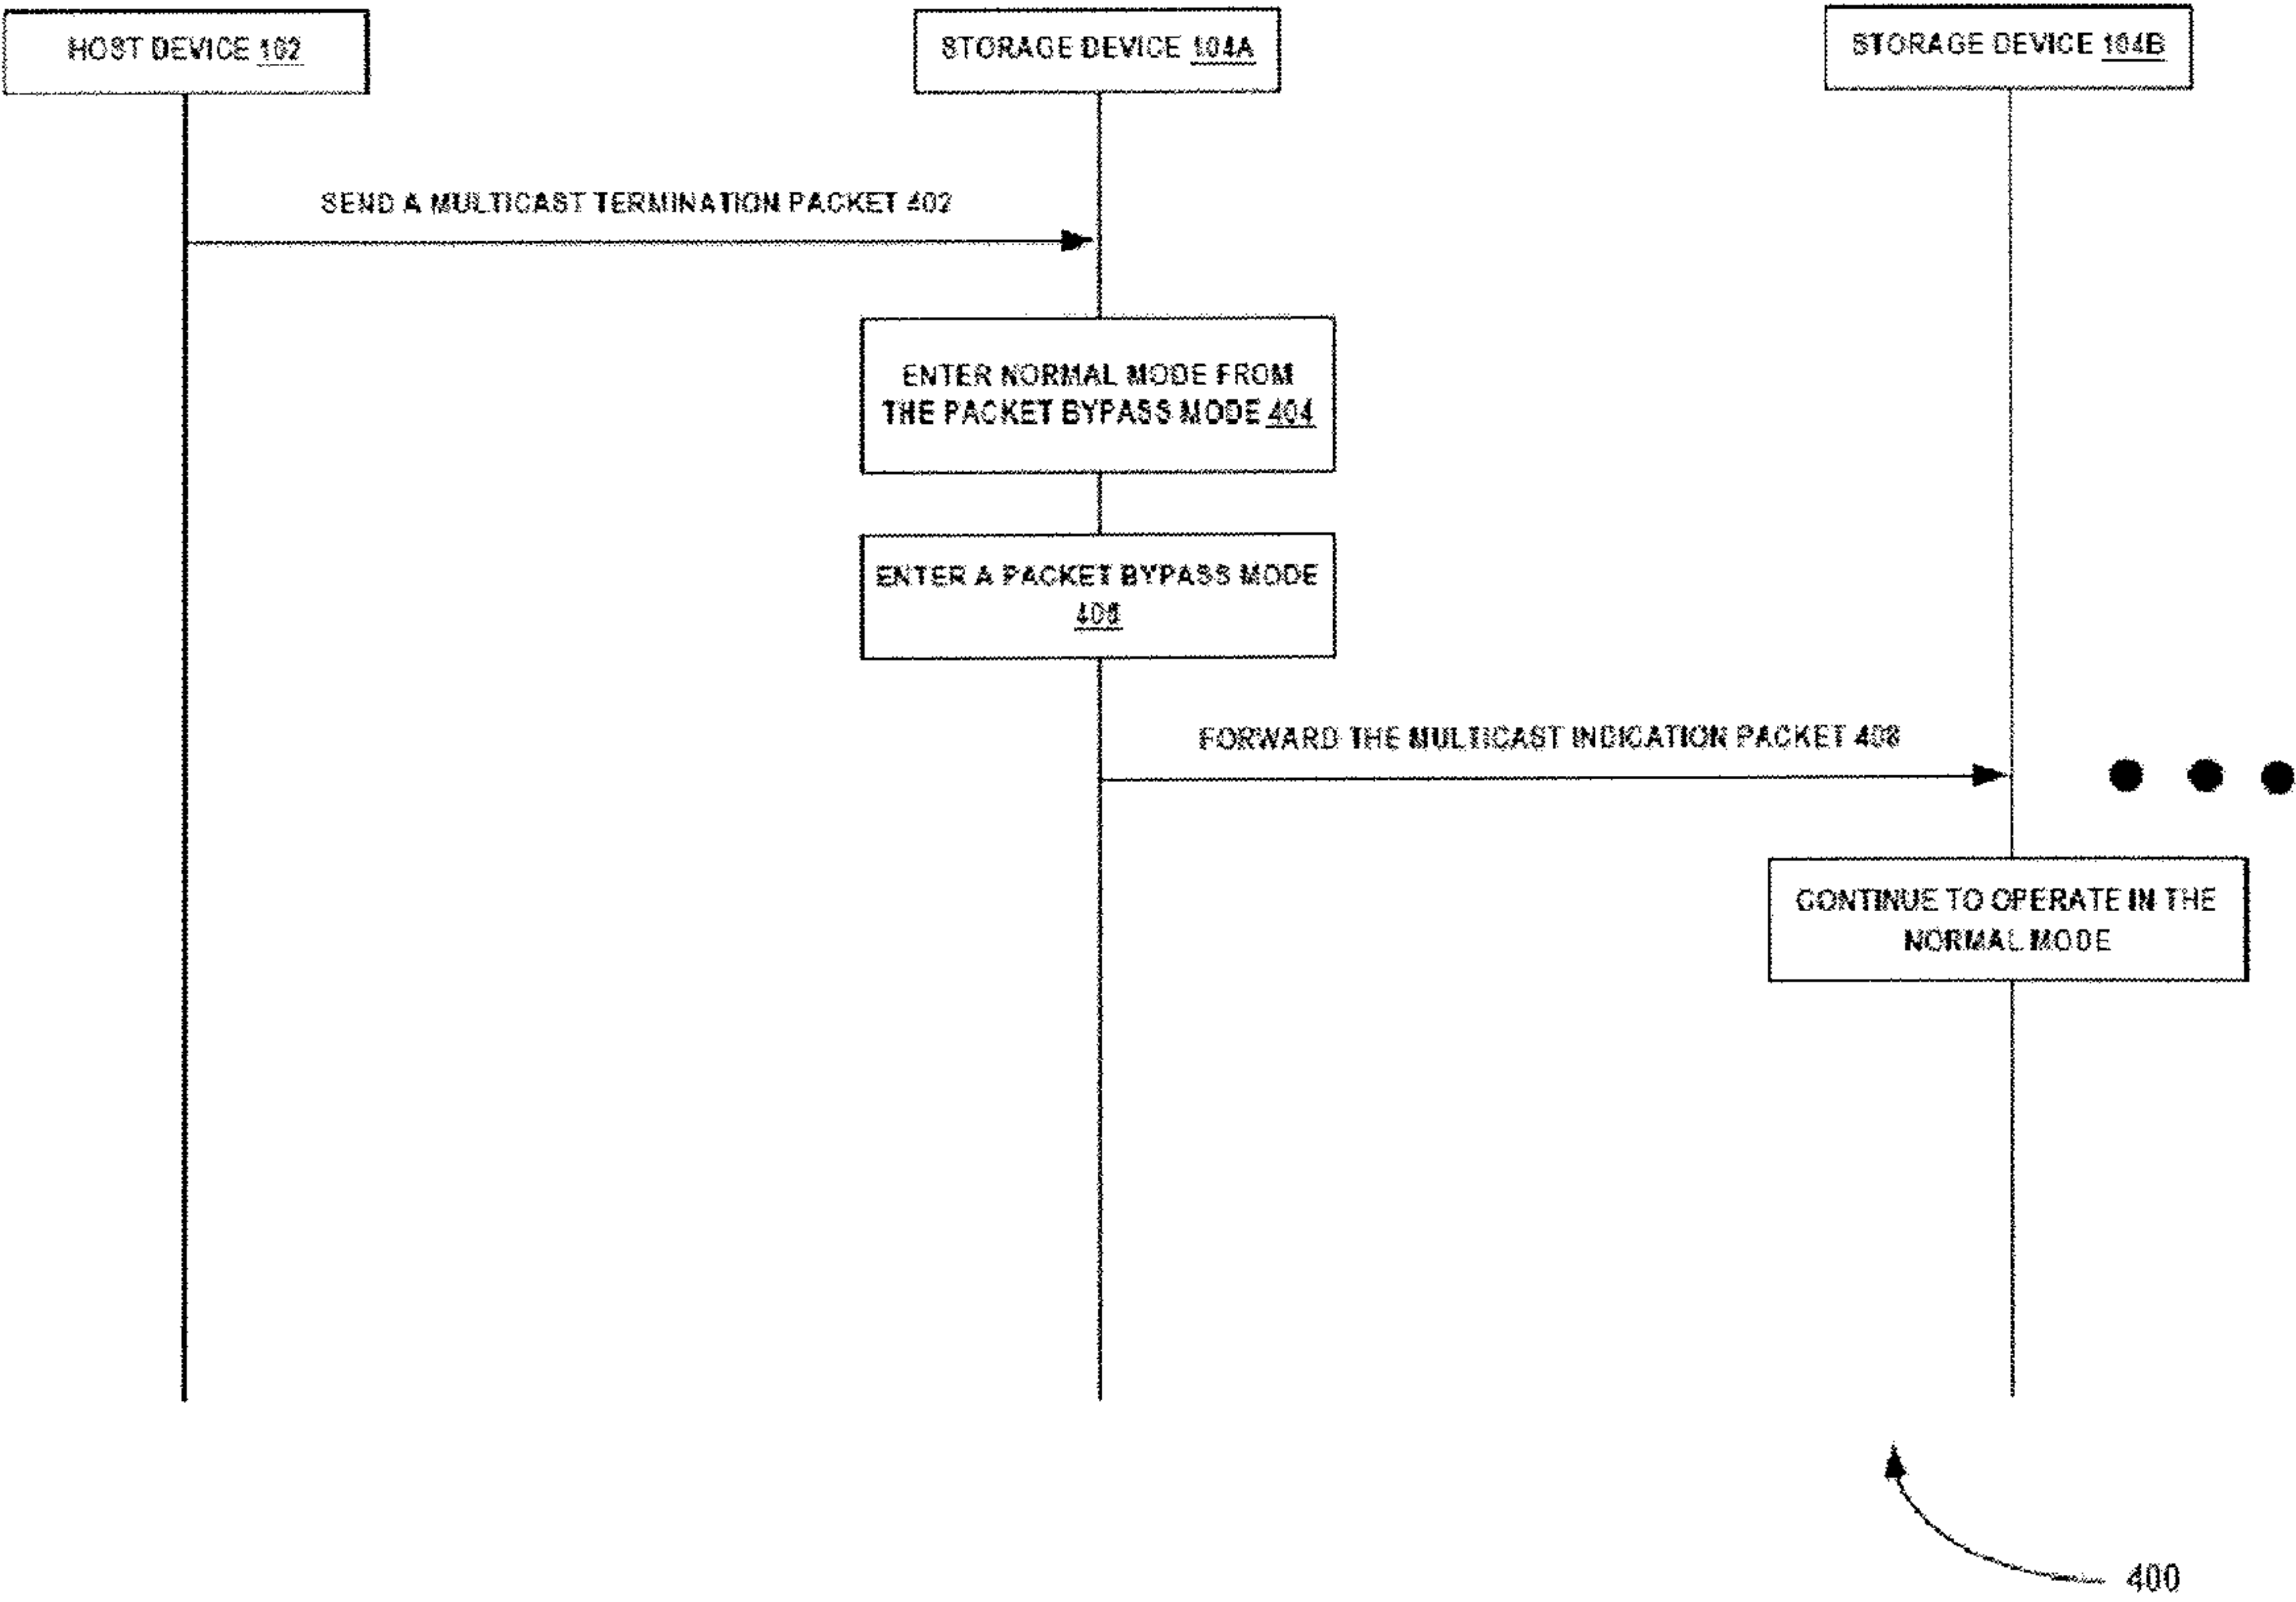 HOST DEVICE 102
STORAGE DEVICE 104A
STORAGE DEVICE 104B
SEND A MULTICAST TERMINATION PACKET 402
ENTER NORMAL MODE FROM
THE PACKET BYPASS MODE 404
ENTER A PACKET BYPASS MODE
406
FORWARD THE MULTICAST INDICATION PACKET 408
CONTINUE TO OPERATE IN THE
NORMAL MODE
400